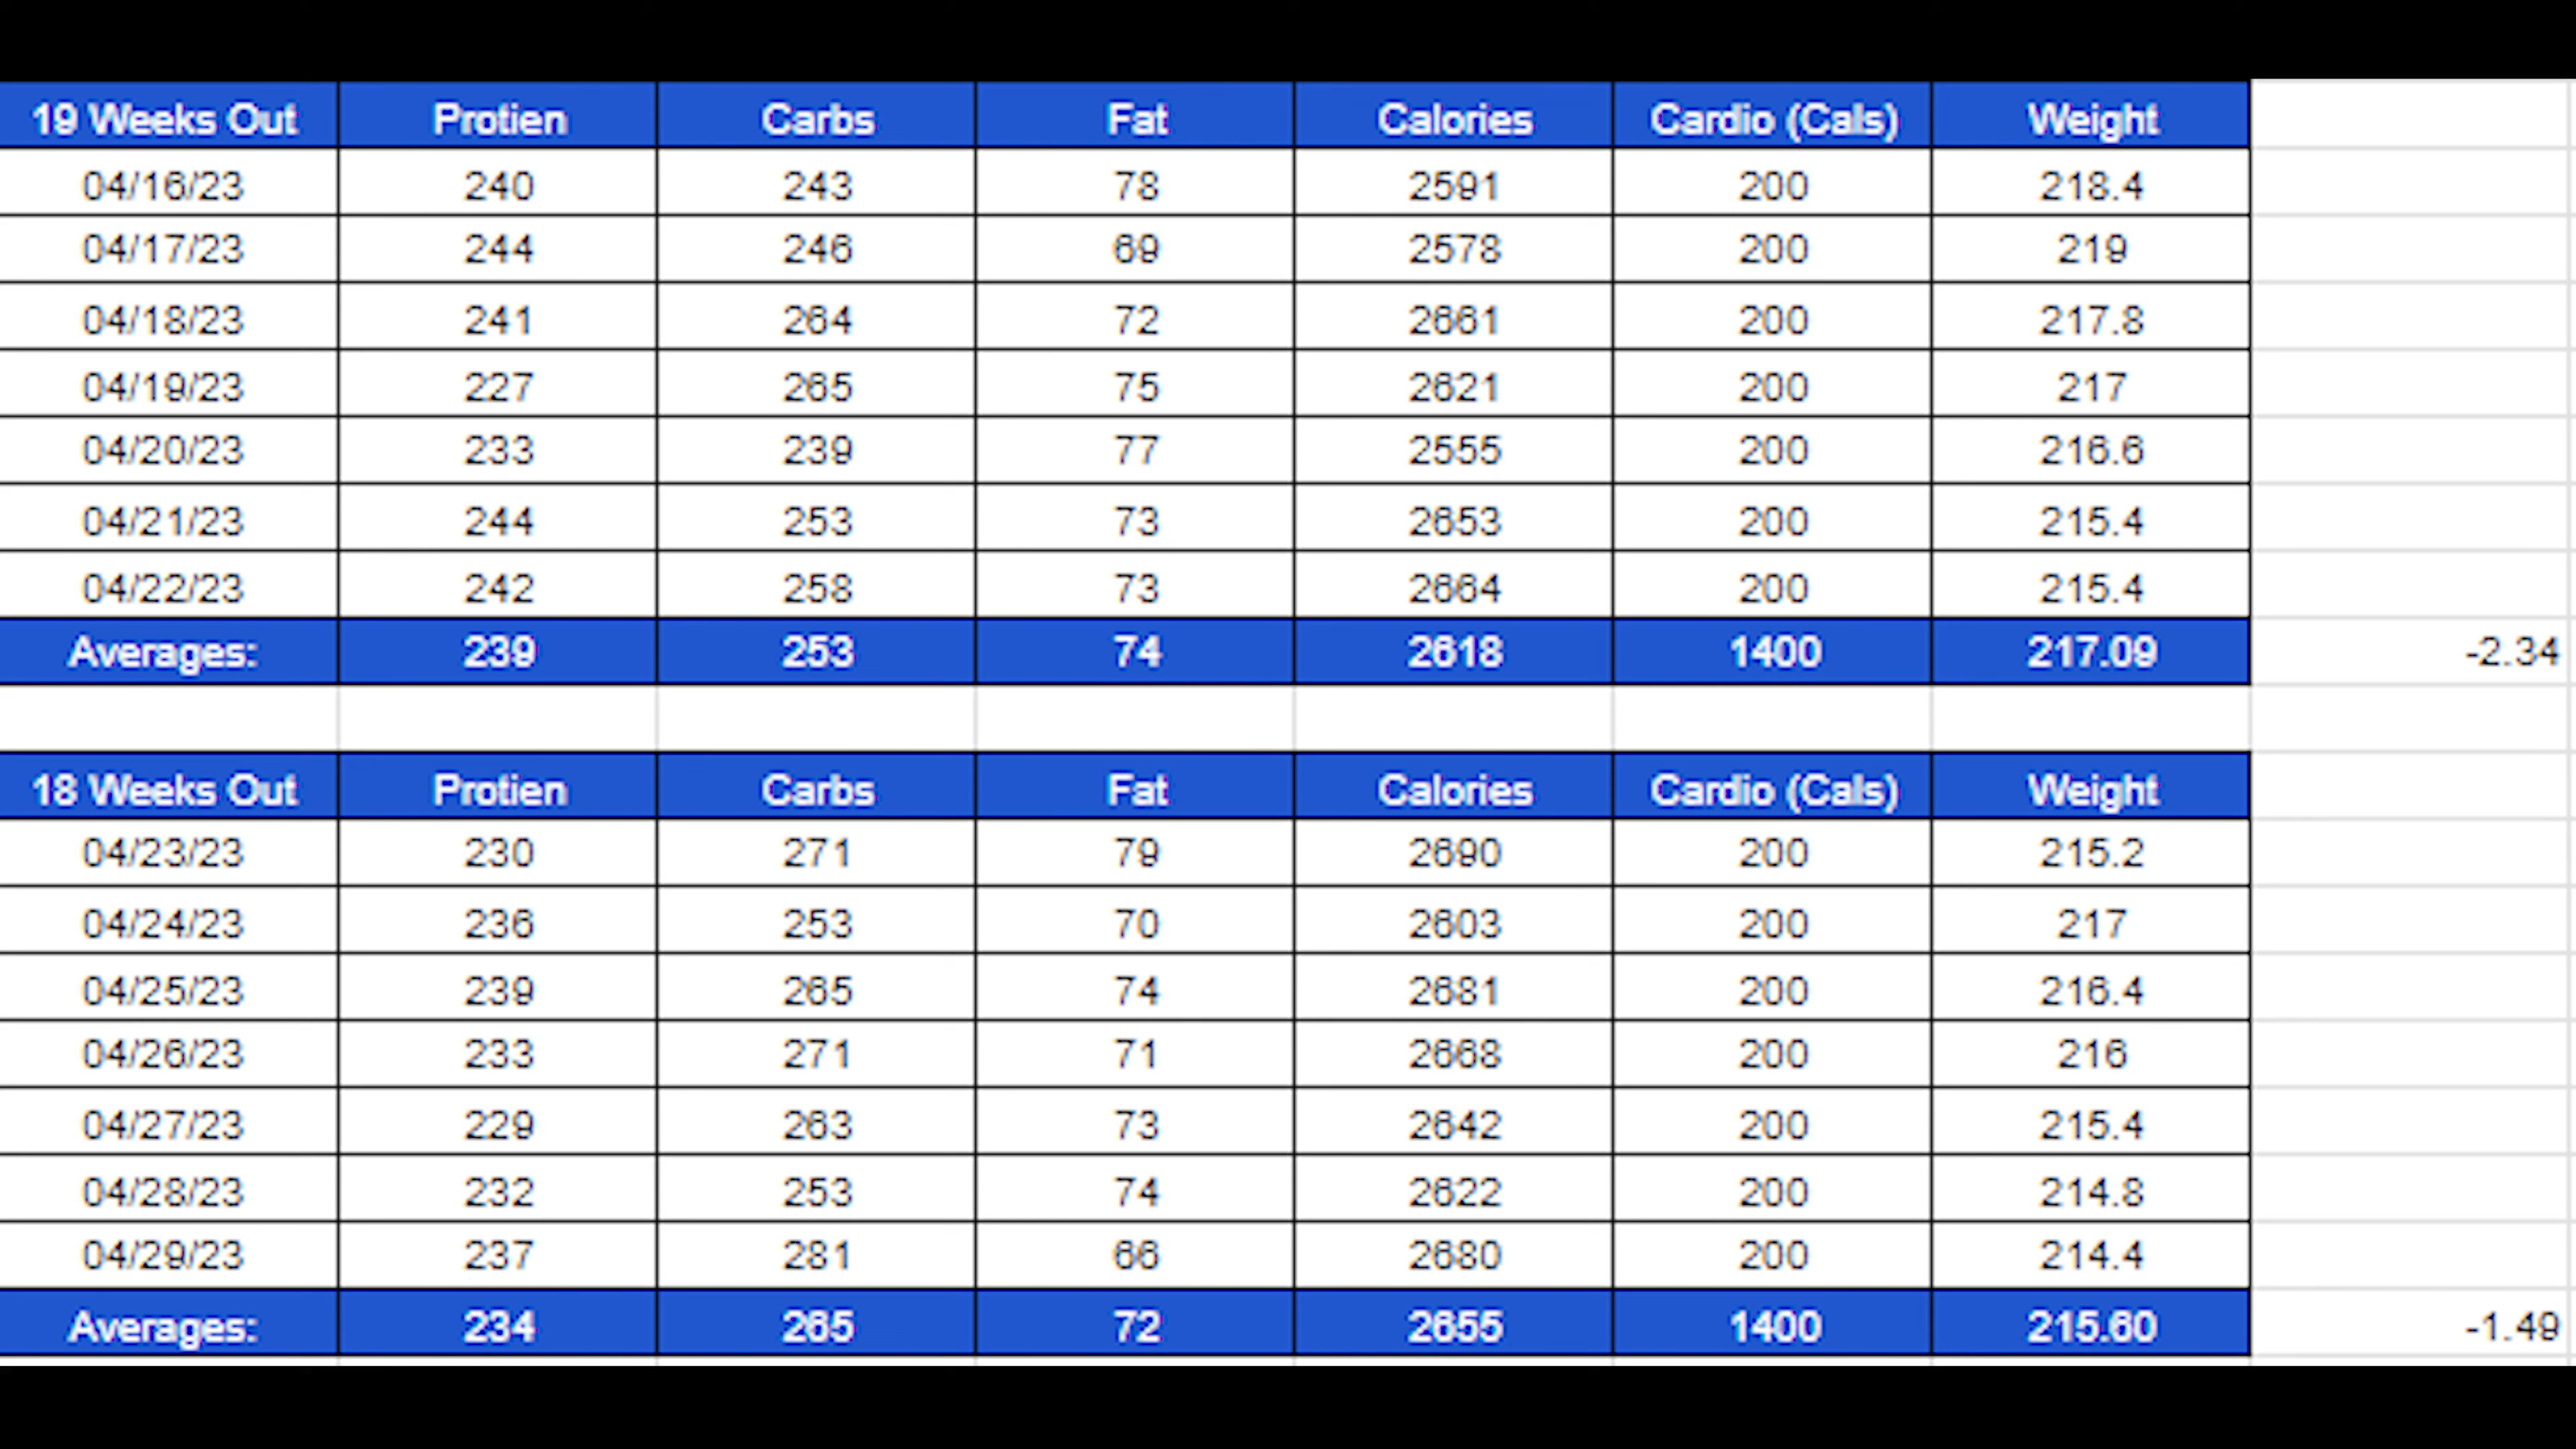 19 Weeks Out Protien Carbs Fat Calories Cardio (Cals) Weight
04/16/23 240 243 78 2591 200 218.4
04/17/23 244 246 69 2578 200 219
04/18/23 241 264 72 2661 200 217.8
04/19/23 227 265 75 2621 200 217
04/20/23 233 239 77 2555 200 216.6
04/21/23 244 253 73 2653 200 215.4
04/22/23 242 258 73 2664 200 215.4
Averages: 239 253 74 2618 1400 217.09 -2.34
18 Weeks Out Protien Carbs Fat Calories Cardio (Cals) Weight
04/23/23 230 271 79 2690 200 215.2
04/24/23 236 253 70 2603 200 217
04/25/23 239 265 74 2681 200 216.4
04/26/23 233 271 71 2668 200 216
04/27/23 229 263 73 2642 200 215.4
04/28/23 232 253 74 2622 200 214.8
04/29/23 237 281 66 2680 200 214.4
Averages: 234 265 72 2655 1400 215.60 -1.49